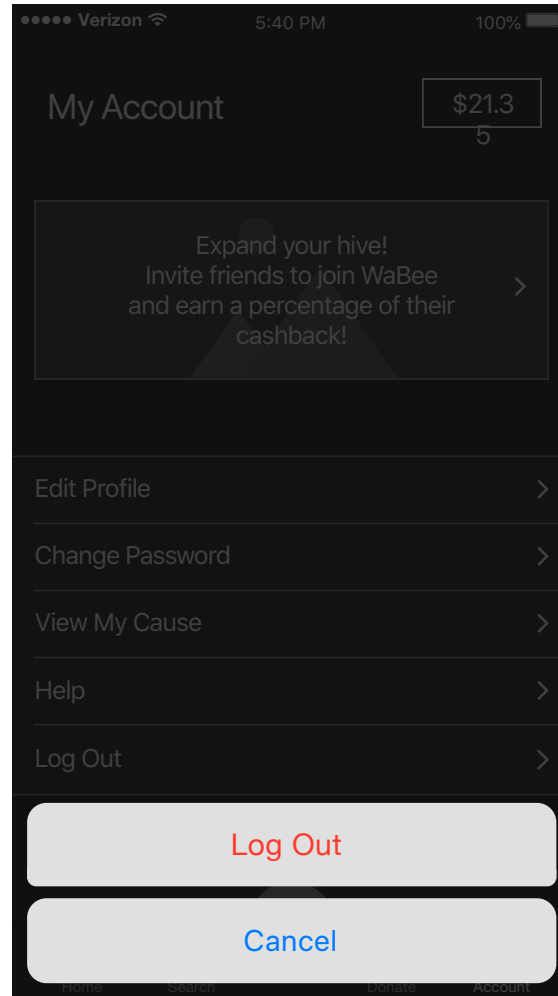 Verizon
5:40 PM
100%
My Account
$21.3
5
Expand your hive!
Invite friends to join WaBee
and earn a percentage of their
cashback!
Edit Profile
Change Password
View My Cause
Help
Log Out
Log Out
Cancel
Home
Search
Donate
Account